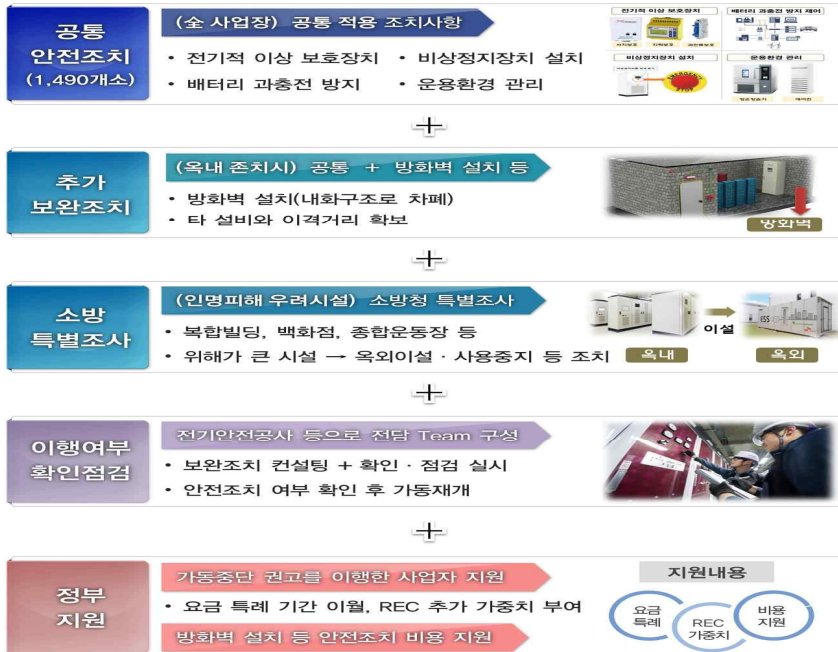 공통
안전조치
(1,490개소)
(全 사업장) 공통 적용 조치사항
• 전기적 이상 보호장치 • 비상정지장치 설치
• 배터리 과충전 방지 • 운용환경 관리
전기적 이상 보호장치
배터리 과충전 방지 제어
비상정지장치 설치
운용환경 관리
EMERGENCY
STOP
+
추가
보완조치
(옥내 존치시) 공통 + 방화벽 설치 등
• 방화벽 설치(내화구조로 차폐)
• 타 설비와 이격거리 확보
방화벽
+
소방
특별조사
(인명피해 우려시설) 소방청 특별조사
• 복합빌딩, 백화점, 종합운동장 등
• 위해가 큰 시설 → 옥외이설 · 사용중지 등 조치
옥내
이설
ESS
옥외
+
이행여부
확인점검
전기안전공사 등으로 전담 Team 구성
• 보완조치 컨설팅 + 확인 · 점검 실시
• 안전조치 여부 확인 후 가동재개
+
정부
지원
가동중단 권고를 이행한 사업자 지원
• 요금 특례 기간 이월, REC 추가 가중치 부여
방화벽 설치 등 안전조치 비용 지원
지원내용
요금
특례
REC
가중치
비용
지원